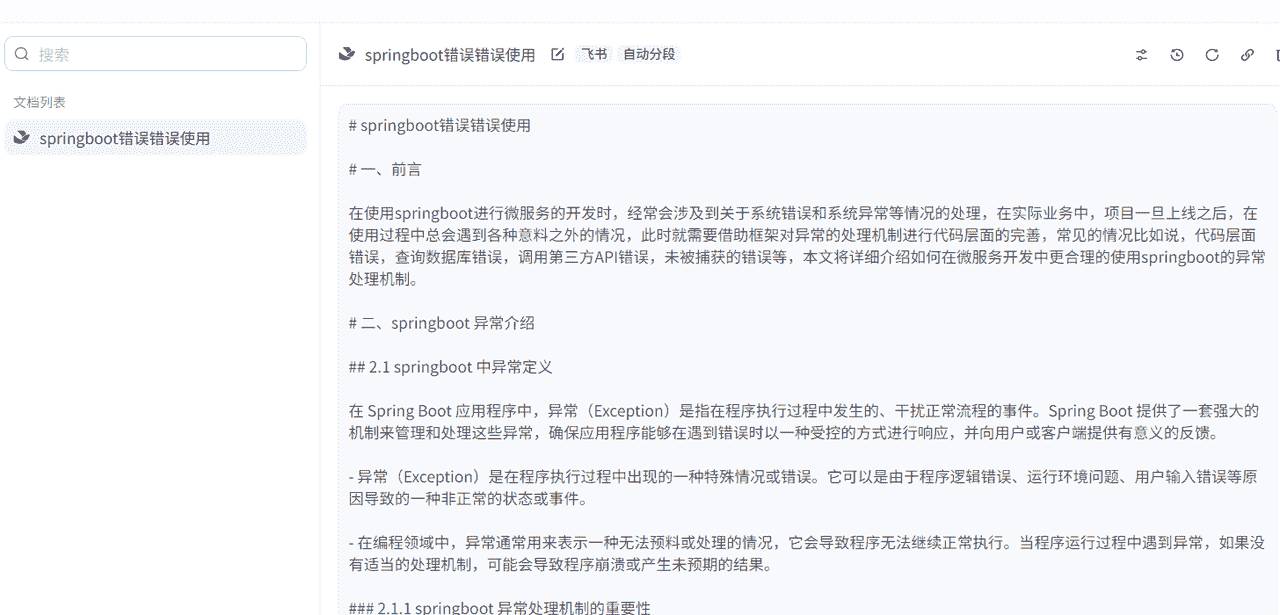 搜索
文档列表
springboot错误错误使用
springboot错误错误使用
飞书
自动分段
# springboot错误错误使用
# 一、前言
在使用springboot进行微服务的开发时，经常会涉及到关于系统错误和系统异常等情况的处理，在实际业务中，项目一旦上线之后，在
使用过程中总会遇到各种意料之外的情况，此时就需要借助框架对异常的处理机制进行代码层面的完善，常见的情况比如说，代码层面
错误，查询数据库错误，调用第三方API错误，未被捕获的错误等，本文将详细介绍如何在微服务开发中更合理的使用springboot的异常
处理机制。
# 二、springboot 异常介绍
## 2.1 springboot 中异常定义
在 Spring Boot 应用程序中，异常（Exception）是指在程序执行过程中发生的、干扰正常流程的事件。Spring Boot 提供了一套强大的
机制来管理和处理这些异常，确保应用程序能够在遇到错误时以一种受控的方式进行响应，并向用户或客户端提供有意义的反馈。
- 异常（Exception）是在程序执行过程中出现的一种特殊情况或错误。它可以是由于程序逻辑错误、运行环境问题、用户输入错误等原
因导致的一种非正常的状态或事件。
- 在编程领域中，异常通常用来表示一种无法预料或处理的情况，它会导致程序无法继续正常执行。当程序运行过程中遇到异常，如果没
有适当的处理机制，可能会导致程序崩溃或产生未预期的结果。
### 2.1.1 springboot 异常处理机制的重要性